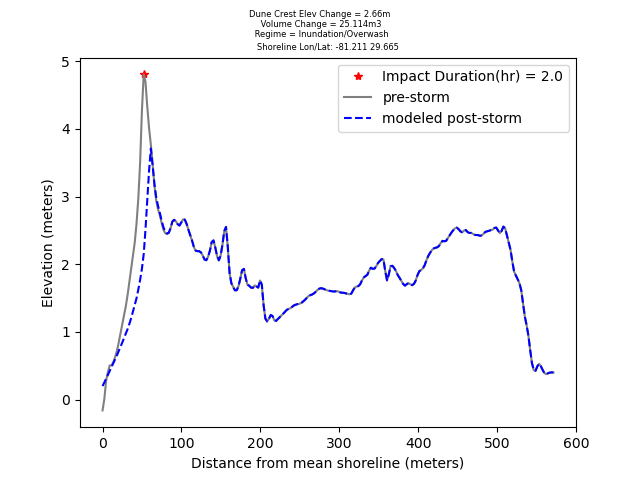 Dune Crest Elev Change = 2.66m
Volume Change = 25.114m3
Regime = Inundation/Overwash
Shoreline Lon/Lat: -81.211 29.665
Impact Duration(hr) = 2.0
pre-storm
modeled post-storm
Elevation (meters)
5
4
3
2
1
0
0 100 200 300 400 500 600
Distance from mean shoreline (meters)